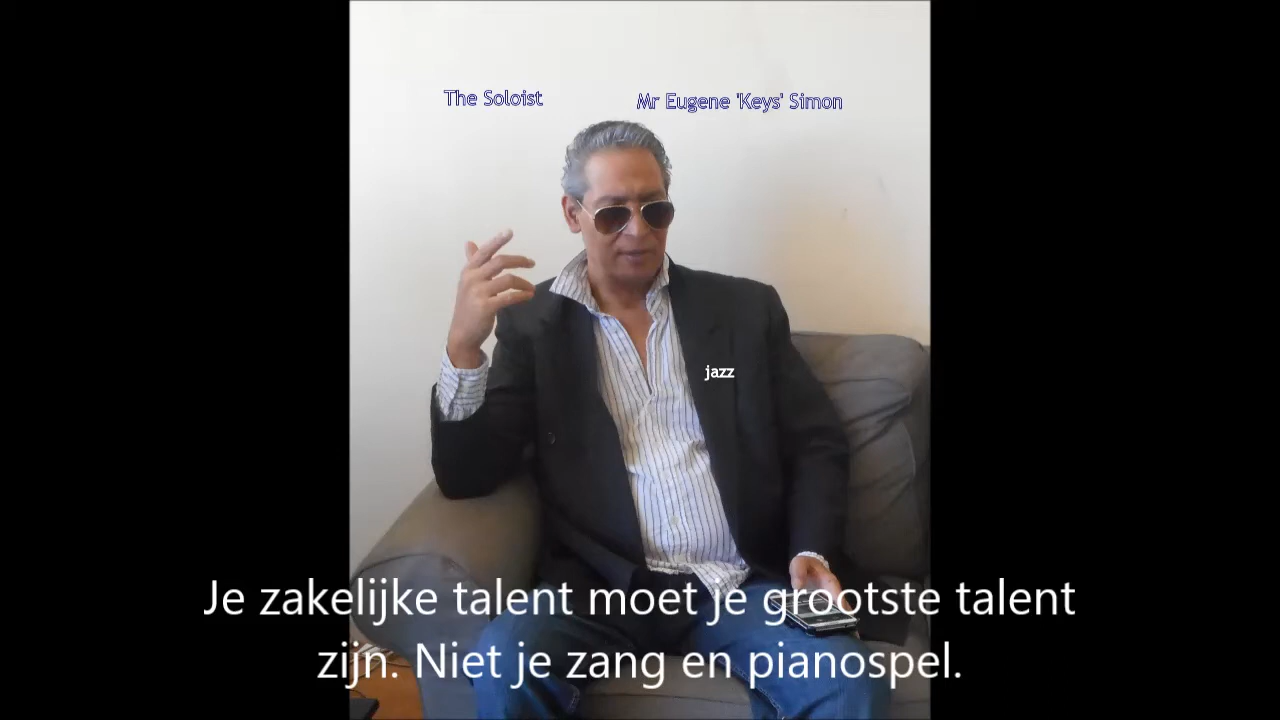 The Soloist
Mr Eugene 'Keys' Simon
jazz
Je zakelijke talent moet je grootste talent
zijn. Niet je zang en pianospel.